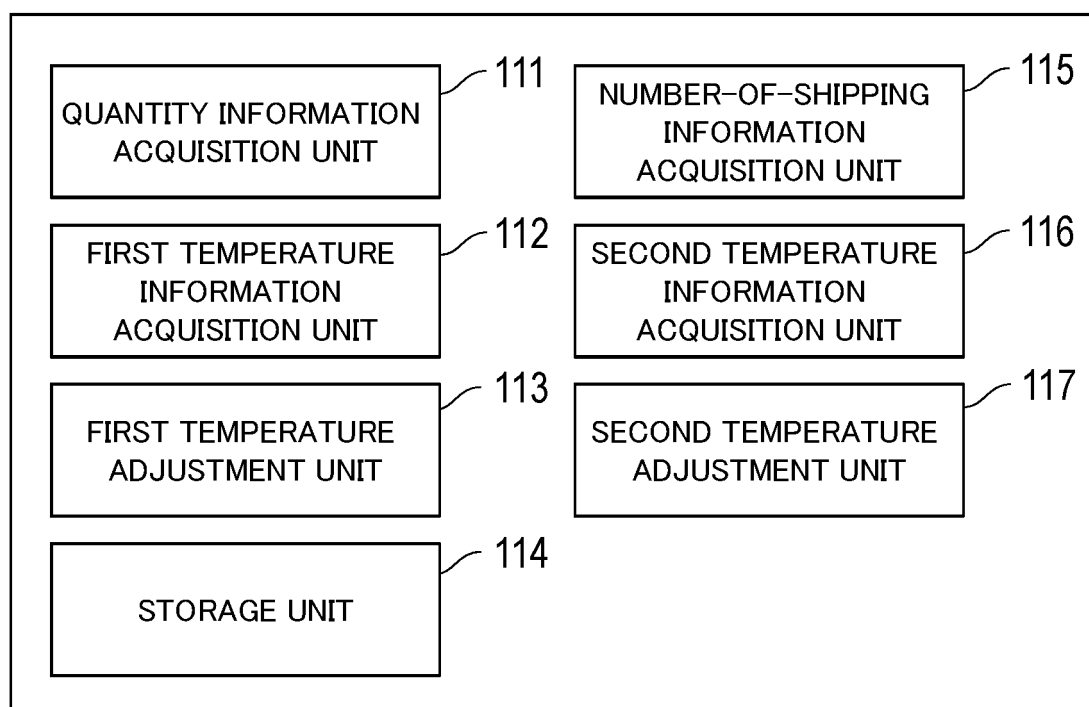 111
QUANTITY INFORMATION
ACQUISITION UNIT
112
FIRST TEMPERATURE
INFORMATION
ACQUISITION UNIT
113
FIRST TEMPERATURE
ADJUSTMENT UNIT
114
STORAGE UNIT
115
NUMBER-OF-SHIPPING
INFORMATION
ACQUISITION UNIT
116
SECOND TEMPERATURE
INFORMATION
ACQUISITION UNIT
117
SECOND TEMPERATURE
ADJUSTMENT UNIT